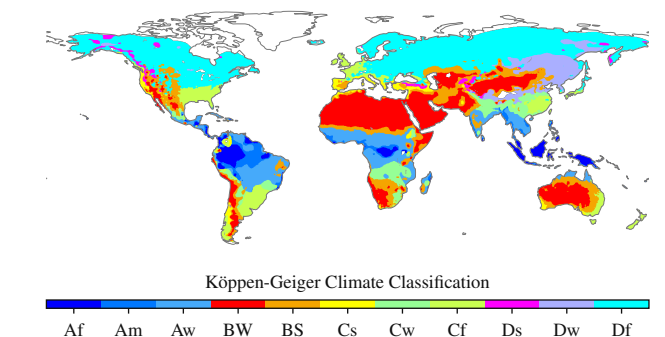 Köppen-Geiger Climate Classification
Af Am Aw BW BS Cs Cw Cf Ds Dw Df